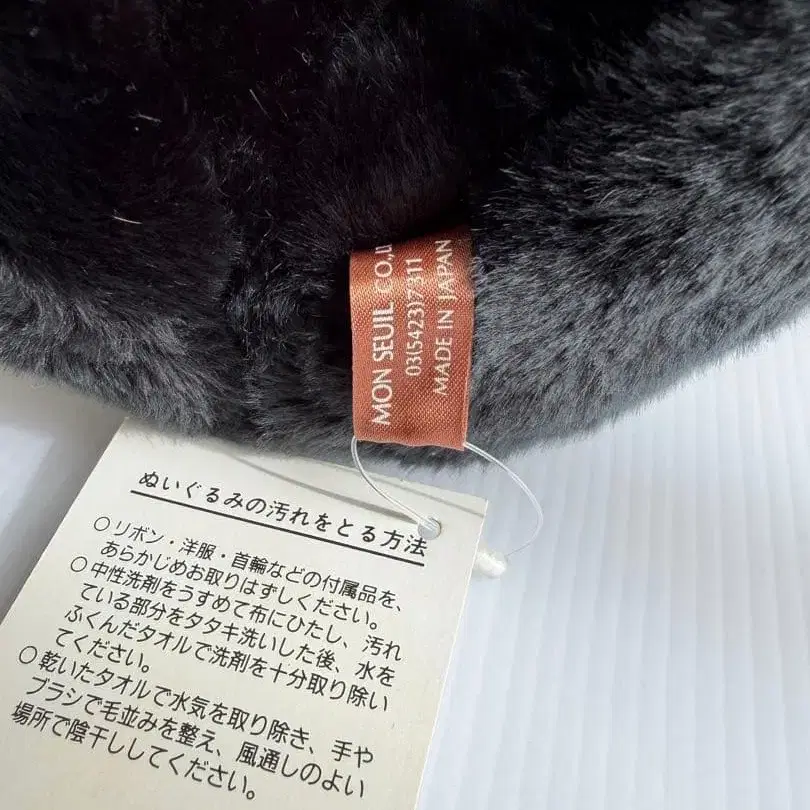 MON SEUIL CO.,L
03(5423)7311
MADE IN JAPAN
ぬいぐるみの汚れをとる方法
○リボン・洋服・首輪などの付属品を、
あらかじめお取りはずしください。
○中性洗剤をうすめて布にひたし、汚れ
ている部分をタタキ洗いした後、水を
ふくんだタオルで洗剤を十分取り除い
てください。
○乾いたタオルで水気を取り除き、手や
ブラシで毛並みを整え、風通しのよい
場所で陰干ししてください。